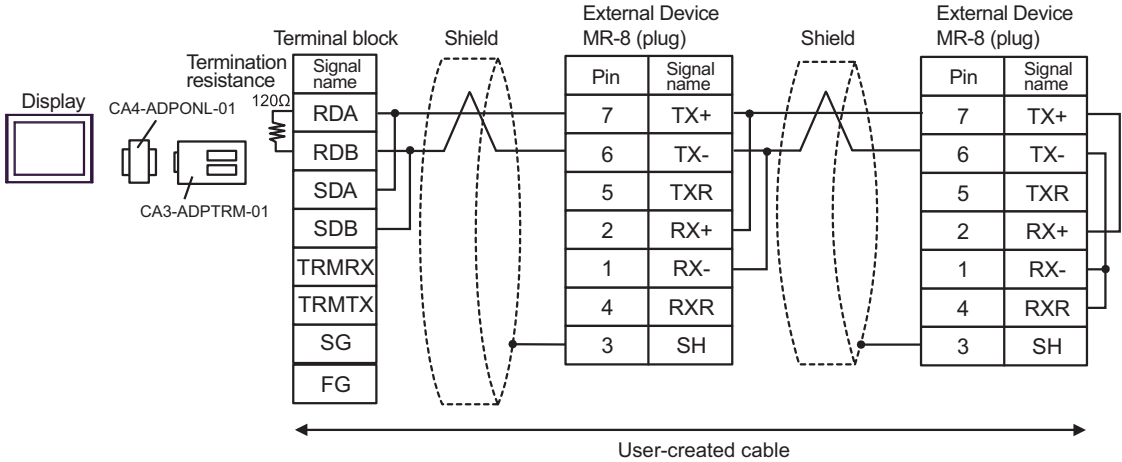 External Device
External Device
Terminal block
Shield
MR-8 (plug)
Shield
MR-8 (plug)
Termination
resistance
120Ω
Display
CA4-ADPONL-01
CA3-ADPTRM-01
Signal
name
RDA
RDB
SDA
SDB
TRMRX
TRMTX
SG
FG
Pin
Signal
name
7 TX+
6 TX-
5 TXR
2 RX+
1 RX-
4 RXR
3 SH
Pin
Signal
name
7 TX+
6 TX-
5 TXR
2 RX+
1 RX-
4 RXR
3 SH
User-created cable